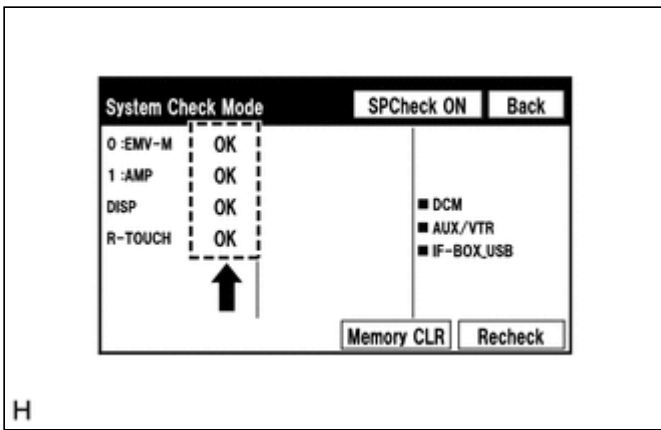 System Check Mode SPCheck ON Back
0 :EMV-M OK
1 :AMP OK
DISP OK
R-TOUCH OK
■ DCM
■ AUX/VTR
■ IF-BOX_USB
Memory CLR Recheck
H